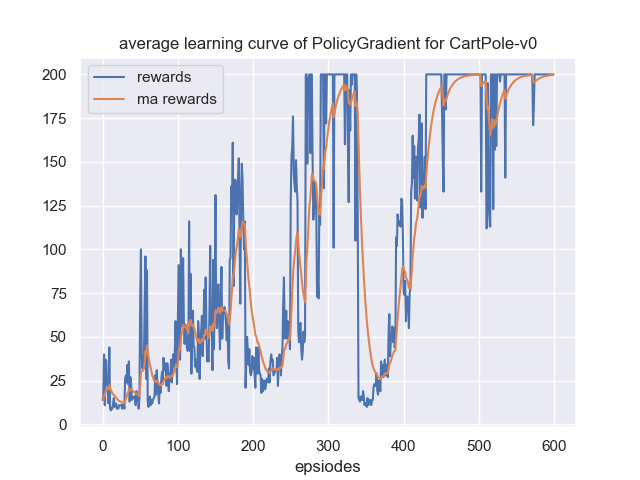 average learning curve of PolicyGradient for CartPole-v0
rewards
ma rewards
200
175
150
125
100
75
50
25
0
0 100 200 300 400 500 600
epsiodes